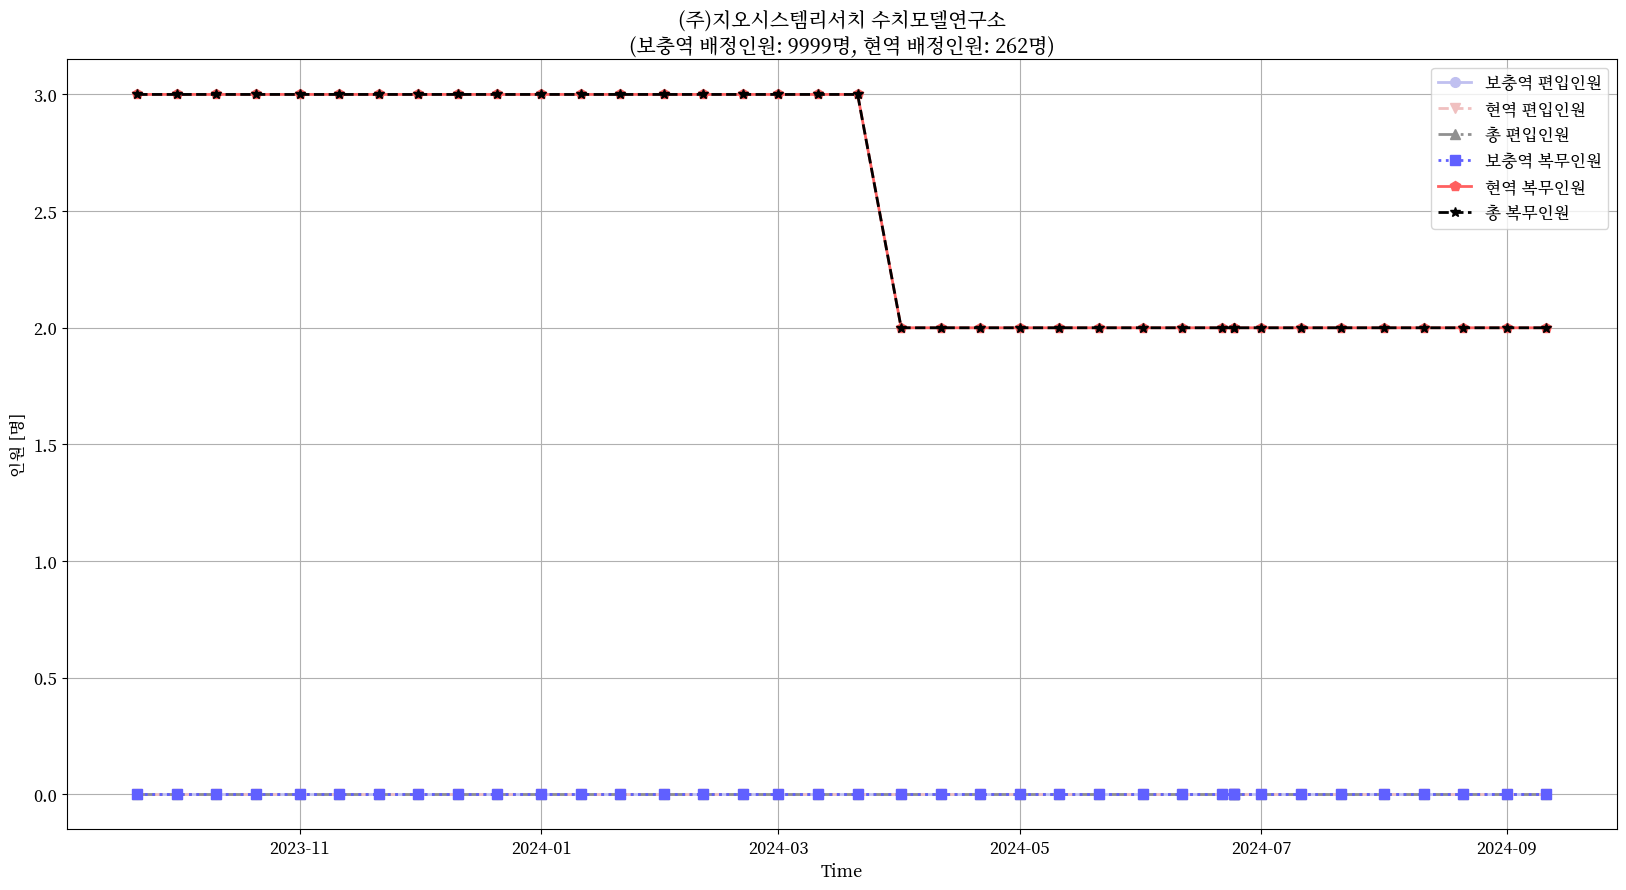 (주)지오시스템리서치 수치모델연구소
(보충역 배정인원: 9999명, 현역 배정인원: 262명)
보충역 편입인원
현역 편입인원
총 편입인원
보충역 복무인원
현역 복무인원
총 복무인원
3.0
2.5
2.0
1.5
1.0
0.5
0.0
인원 [명]
2023-11
2024-01
2024-03
2024-05
2024-07
2024-09
Time